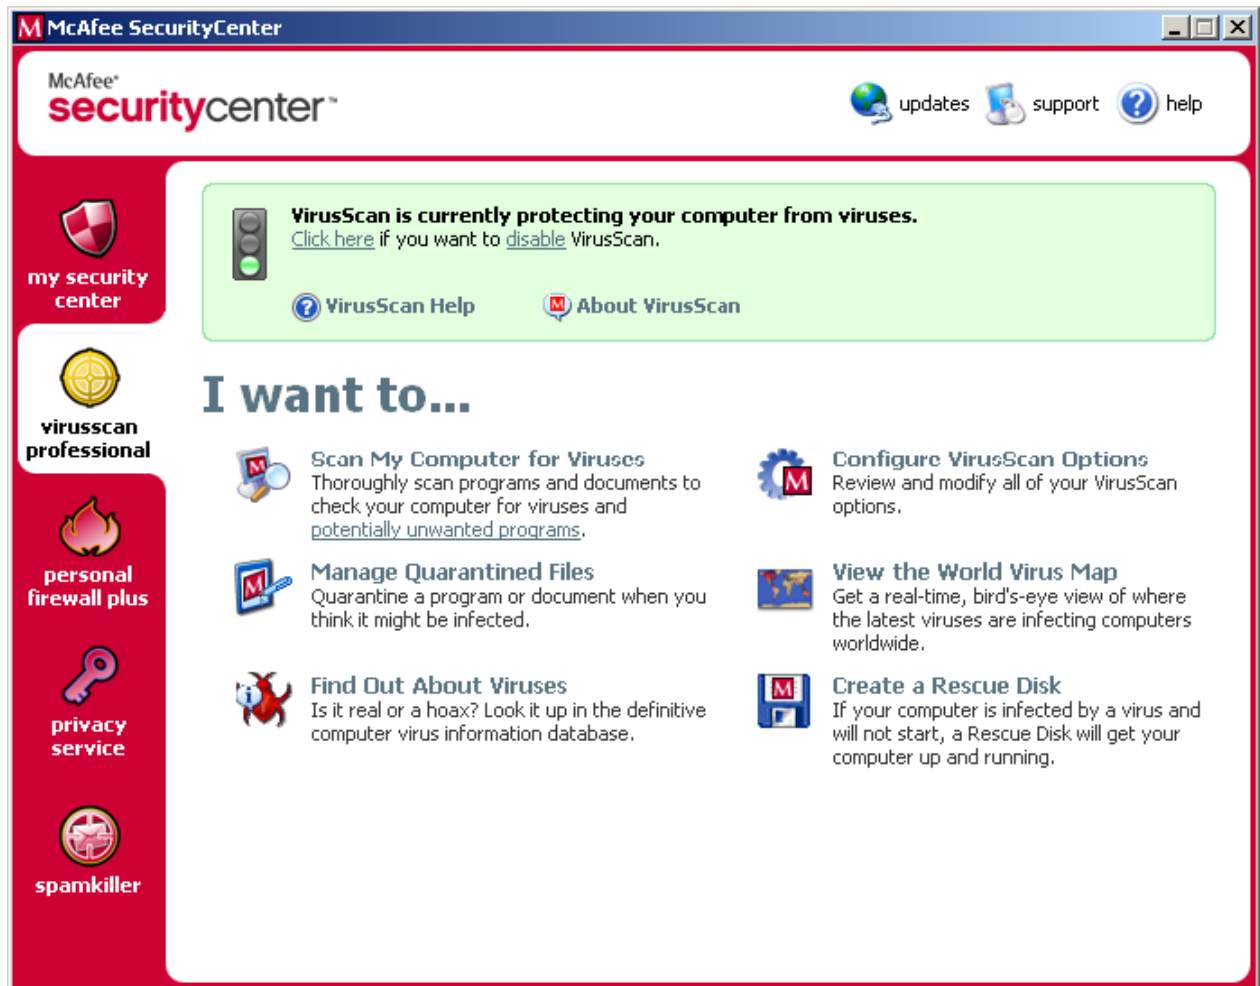 McAfee SecurityCenter
McAfee®
securitycenter™
updates
support
help
my security
center
virusscan
professional
personal
firewall plus
privacy
service
spamkiller
VirusScan is currently protecting your computer from viruses.
Click here if you want to disable VirusScan.
VirusScan Help
About VirusScan
I want to...
Scan My Computer for Viruses
Thoroughly scan programs and documents to
check your computer for viruses and
potentially unwanted programs.
Configure VirusScan Options
Review and modify all of your VirusScan
options.
Manage Quarantined Files
Quarantine a program or document when you
think it might be infected.
View the World Virus Map
Get a real-time, bird's-eye view of where
the latest viruses are infecting computers
worldwide.
Find Out About Viruses
Is it real or a hoax? Look it up in the definitive
computer virus information database.
Create a Rescue Disk
If your computer is infected by a virus and
will not start, a Rescue Disk will get your
computer up and running.